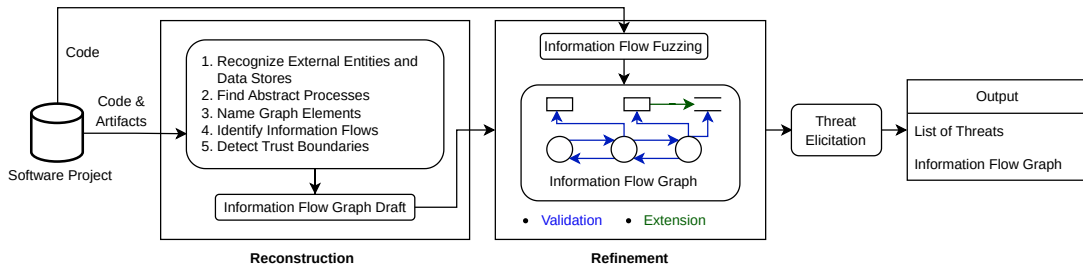 Code
Code &
Artifacts
Software Project
1. Recognize External Entities and
Data Stores
2. Find Abstract Processes
3. Name Graph Elements
4. Identify Information Flows
5. Detect Trust Boundaries
Information Flow Graph Draft
Reconstruction
Information Flow Fuzzing
Information Flow Graph
• Validation
• Extension
Refinement
Threat
Elicitation
Output
List of Threats
Information Flow Graph